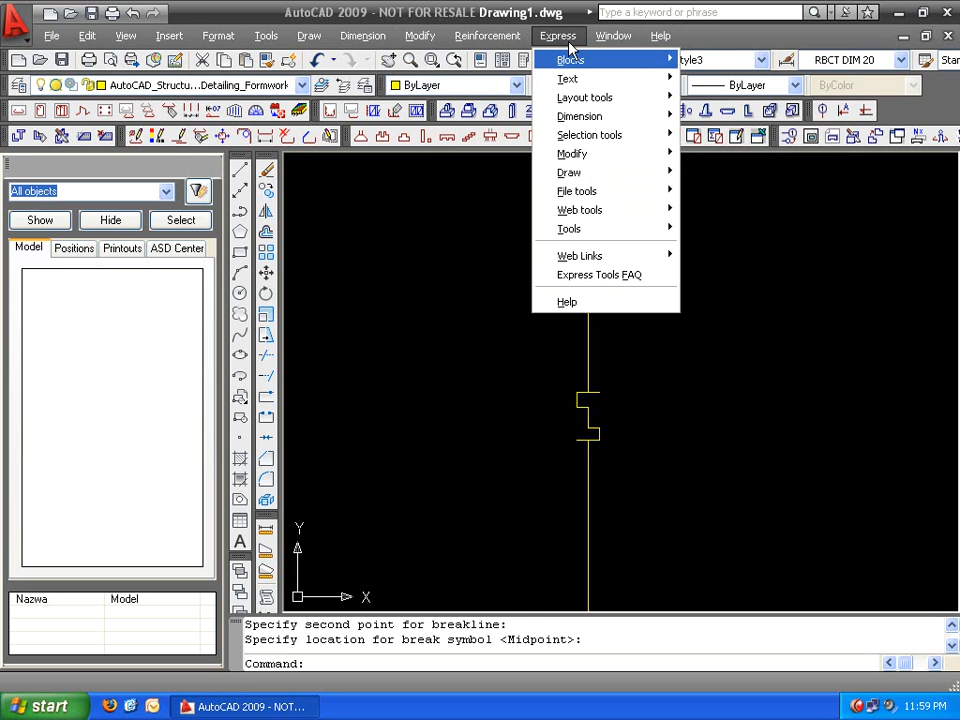 AutoCAD 2009 - NOT FOR RESALE Drawing1.dwg
Type a keyword or phrase
File Edit View Insert Format Tools Draw Dimension Modify Reinforcement Express Window Help
tyle3 RBCT DIM 20 Stan
AutoCAD_Structu..Detailing_Formwork ByLayer ByLayer ByColor
Blocks
Text
Layout tools
Dimension
Selection tools
Modify
Draw
File tools
Web tools
Tools
Web Links
Express Tools FAQ
Help
All objects
Show Hide Select
Model Positions Printouts ASD Center
A
Y
X
Nazwa Model
Specify second point for breakline:
Specify location for break symbol <Midpoint>:
Command:
start AutoCAD 2009 - NOT... 11:59 PM